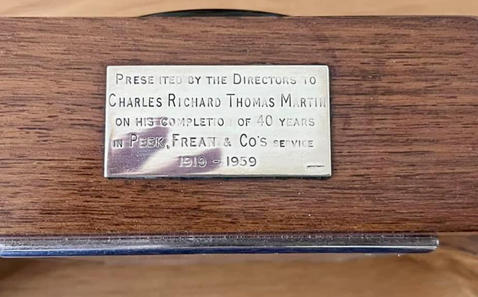 Presented by the Directors to
Charles Richard Thomas Martin
on his completion of 40 years
in Peek, Frean & Co's service
1919 - 1959